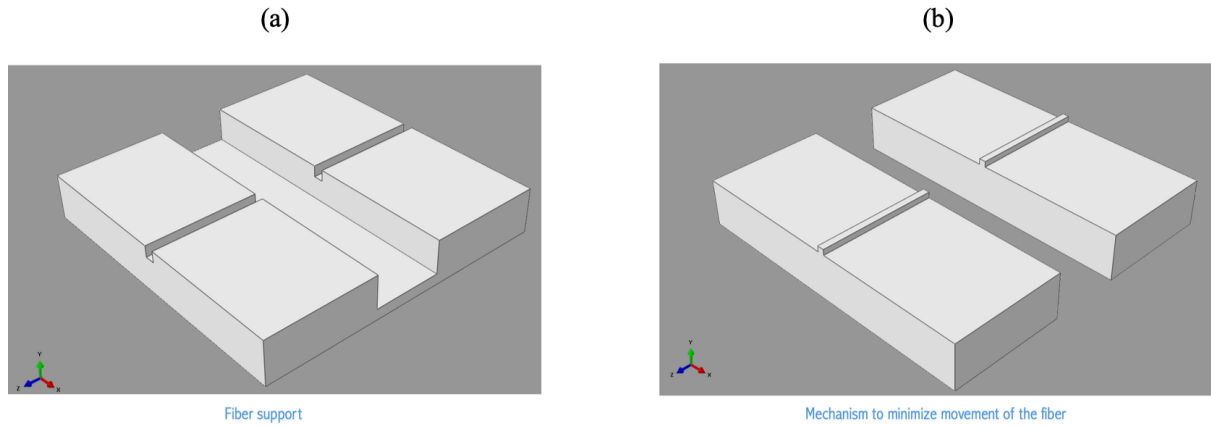 (a)
(b)
Y
Z
X
Y
Z
X
Fiber support
Mechanism to minimize movement of the fiber